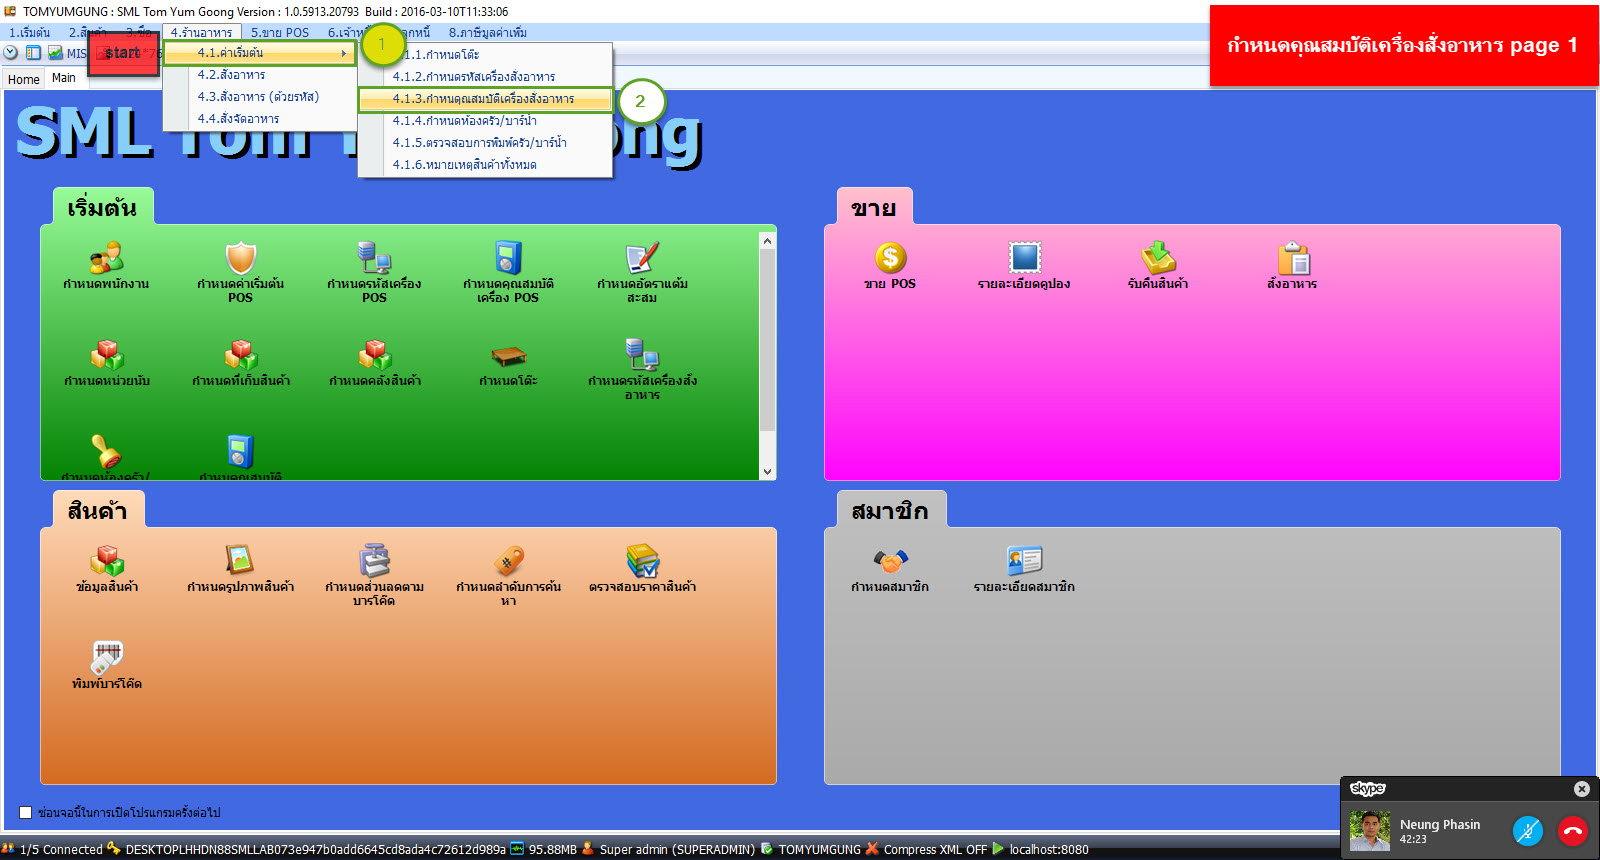 TOMYUMGUNG : SML Tom Yum Goong Version : 1.0.5913.20793 Build : 2016-03-10T11:33:06
กำหนดคุณสมบัติเครื่องสั่งอาหาร page 1
1.เริ่มต้น
3.ซื้อ
4.ร้านอาหาร
5.ขาย POS
8.ภาษีมูลค่าเพิ่ม
MIS
start
1
4.1.ค่าเริ่มต้น
4.2.สั่งอาหาร
4.3.สั่งอาหาร (ด้วยรหัส)
4.4.สั่งจัดอาหาร
.1.กำหนดโต๊ะ
4.1.2.กำหนดรหัสเครื่องสั่งอาหาร
4.1.3.กำหนดคุณสมบัติเครื่องสั่งอาหาร
2
4.1.4.กำหนดห้องครัว/บาร์น้ำ
4.1.5.ตรวจสอบการพิมพ์ครัว/บาร์น้ำ
4.1.6.หมายเหตุสินค้าทั้งหมด
Home
Main
SML Tom
ong
เริ่มต้น
กำหนดพนักงาน
กำหนดค่าเริ่มต้น
POS
กำหนดรหัสเครื่อง
POS
กำหนดคุณสมบัติ
เครื่อง POS
กำหนดอัตราแต้ม
สะสม
กำหนดหน่วยนับ
กำหนดที่เก็บสินค้า
กำหนดคลังสินค้า
กำหนดโต๊ะ
กำหนดรหัสเครื่องสั่ง
อาหาร
กำหนดห้องครัว/
กำหนดคุณสมบัติ
ขาย
ขาย POS
รายละเอียดคูปอง
รับคืนสินค้า
สั่งอาหาร
สินค้า
ข้อมูลสินค้า
กำหนดรูปภาพสินค้า
กำหนดส่วนลดตาม
บาร์โค๊ด
กำหนดลำดับการค้น
หา
ตรวจสอบราคาสินค้า
พิมพ์บาร์โค๊ด
สมาชิก
กำหนดสมาชิก
รายละเอียดสมาชิก
ซ่อนจอนี้ในการเปิดโปรแกรมครั้งต่อไป
skype
Neung Phasin
42:23
1/5 Connected DESKTOPLHHDN88SMLLAB073e947b0add6645cd8ada4c72612d989a 95.88MB Super admin (SUPERADMIN) TOMYUMGUNG Compress XML OFF localhost:8080